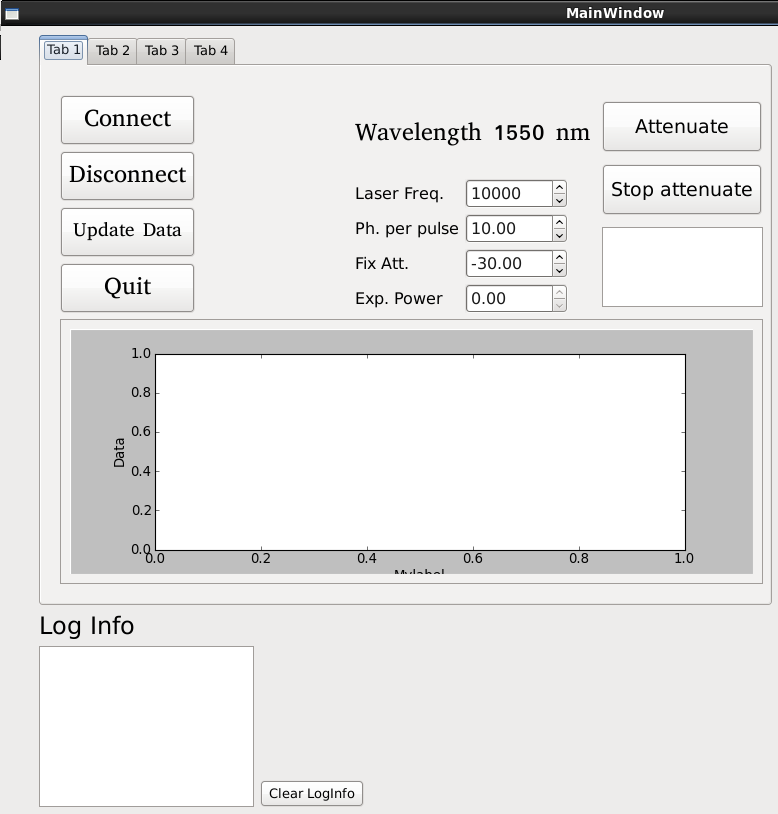 MainWindow
Tab 1 Tab 2 Tab 3 Tab 4
Connect
Disconnect
Update Data
Quit
Wavelength 1550 nm
Laser Freq. 10000
Ph. per pulse 10.00
Fix Att. -30.00
Exp. Power 0.00
Attenuate
Stop attenuate
1.0
0.8
0.6
0.4
0.2
0.0
Data
0.0 0.2 0.4 0.6 0.8 1.0
Mylabel
Log Info
Clear LogInfo